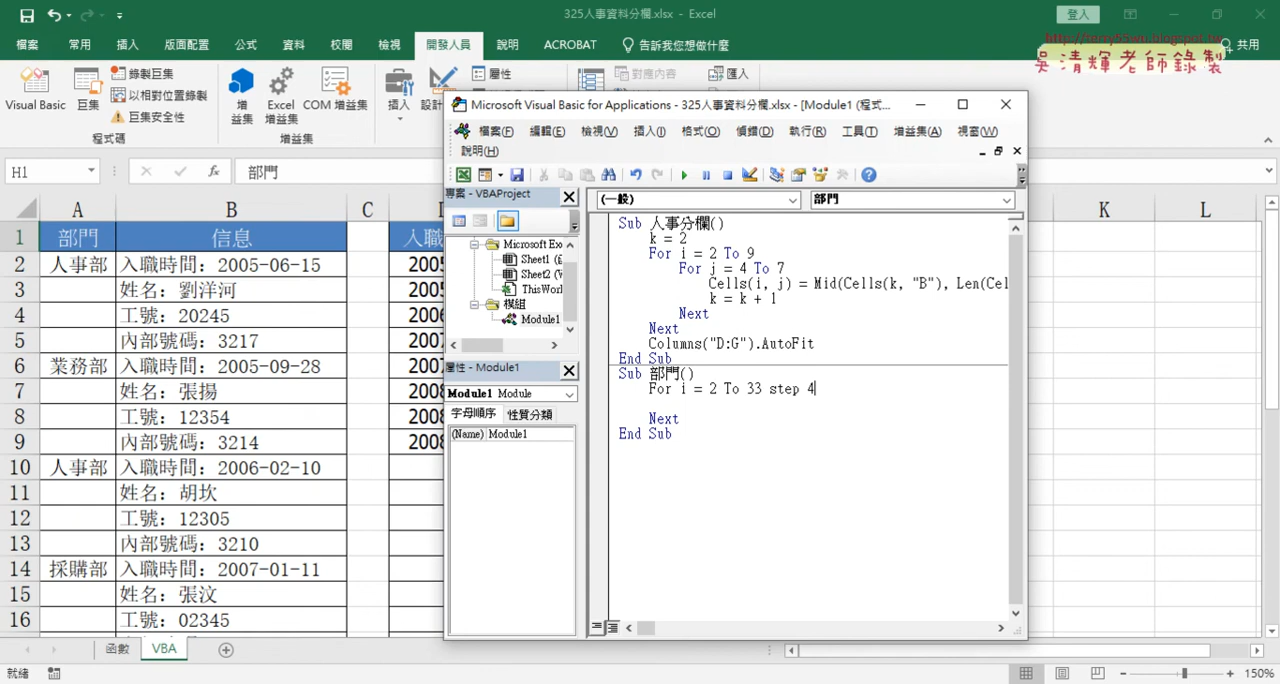 325人事資料分欄.xlsx - Excel
登入
檔案 常用 插入 版面配置 公式 資料 校閱 檢視 開發人員 說明 ACROBAT 告訴我您想做什麼 共用
http://terry55wu.blogspot.tw
吳清輝老師錄製
Visual Basic 巨集 錄製巨集 以相對位置錄製 巨集安全性
增益集 Excel 增益集 COM 增益集 插入 屬性 對應內容 匯入
程式碼 增益集
H1 部門
Microsoft Visual Basic for Applications - 325人事資料分欄.xlsx - [Module1 (程式...
檔案(F) 編輯(E) 檢視(V) 插入(I) 格式(O) 偵錯(D) 執行(R) 工具(T) 增益集(A) 視窗(W)
說明(H)
專案 - VBAProject
Microsoft Ex
Sheet1
Sheet2
ThisWor
模組
Module1
屬性 - Module1
Module1 Module
字母順序 性質分類
(Name) Module1
(一般) 部門
Sub 人事分欄()
k = 2
For i = 2 To 9
For j = 4 To 7
Cells(i, j) = Mid(Cells(k, "B"), Len(Cel
k = k + 1
Next
Next
Columns("D:G").AutoFit
End Sub
Sub 部門()
For i = 2 To 33 step 4
Next
End Sub
A B C K L
1 部門 信息 入職
2 人事部 入職時間：2005-06-15 2005
3 姓名：劉洋河 2005
4 工號：20245 2006
5 內部號碼：3217 2007
6 業務部 入職時間：2005-09-28 2007
7 姓名：張揚 2008
8 工號：12354 2008
9 內部號碼：3214 2008
10 人事部 入職時間：2006-02-10
11 姓名：胡坎
12 工號：12305
13 內部號碼：3210
14 採購部 入職時間：2007-01-11
15 姓名：張汶
16 工號：02345
函數 VBA
就緒 150%